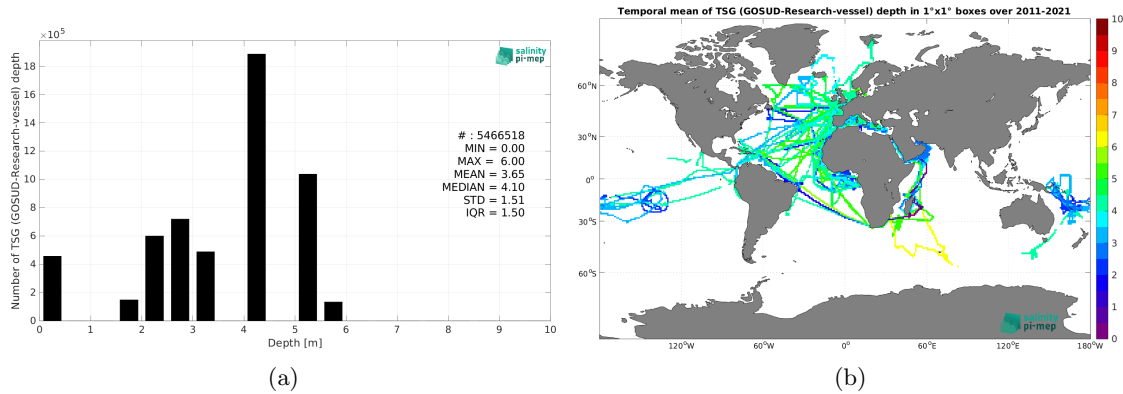 ×10⁵
18
16
14
12
10
8
6
4
2
0
Number of TSG (GOSUD-Research-vessel) depth
salinity
pi-mep
# : 5466518
MIN = 0.00
MAX = 6.00
MEAN = 3.65
MEDIAN = 4.10
STD = 1.51
IQR = 1.50
0 1 2 3 4 5 6 7 8 9 10
Depth [m]
(a)
Temporal mean of TSG (GOSUD-Research-vessel) depth in 1°x1° boxes over 2011-2021
60°N
30°N
0°
30°S
60°S
120°W 60°W 0° 60°E 120°E 180°W
salinity
pi-mep
10
9
8
7
6
5
4
3
2
1
0
(b)